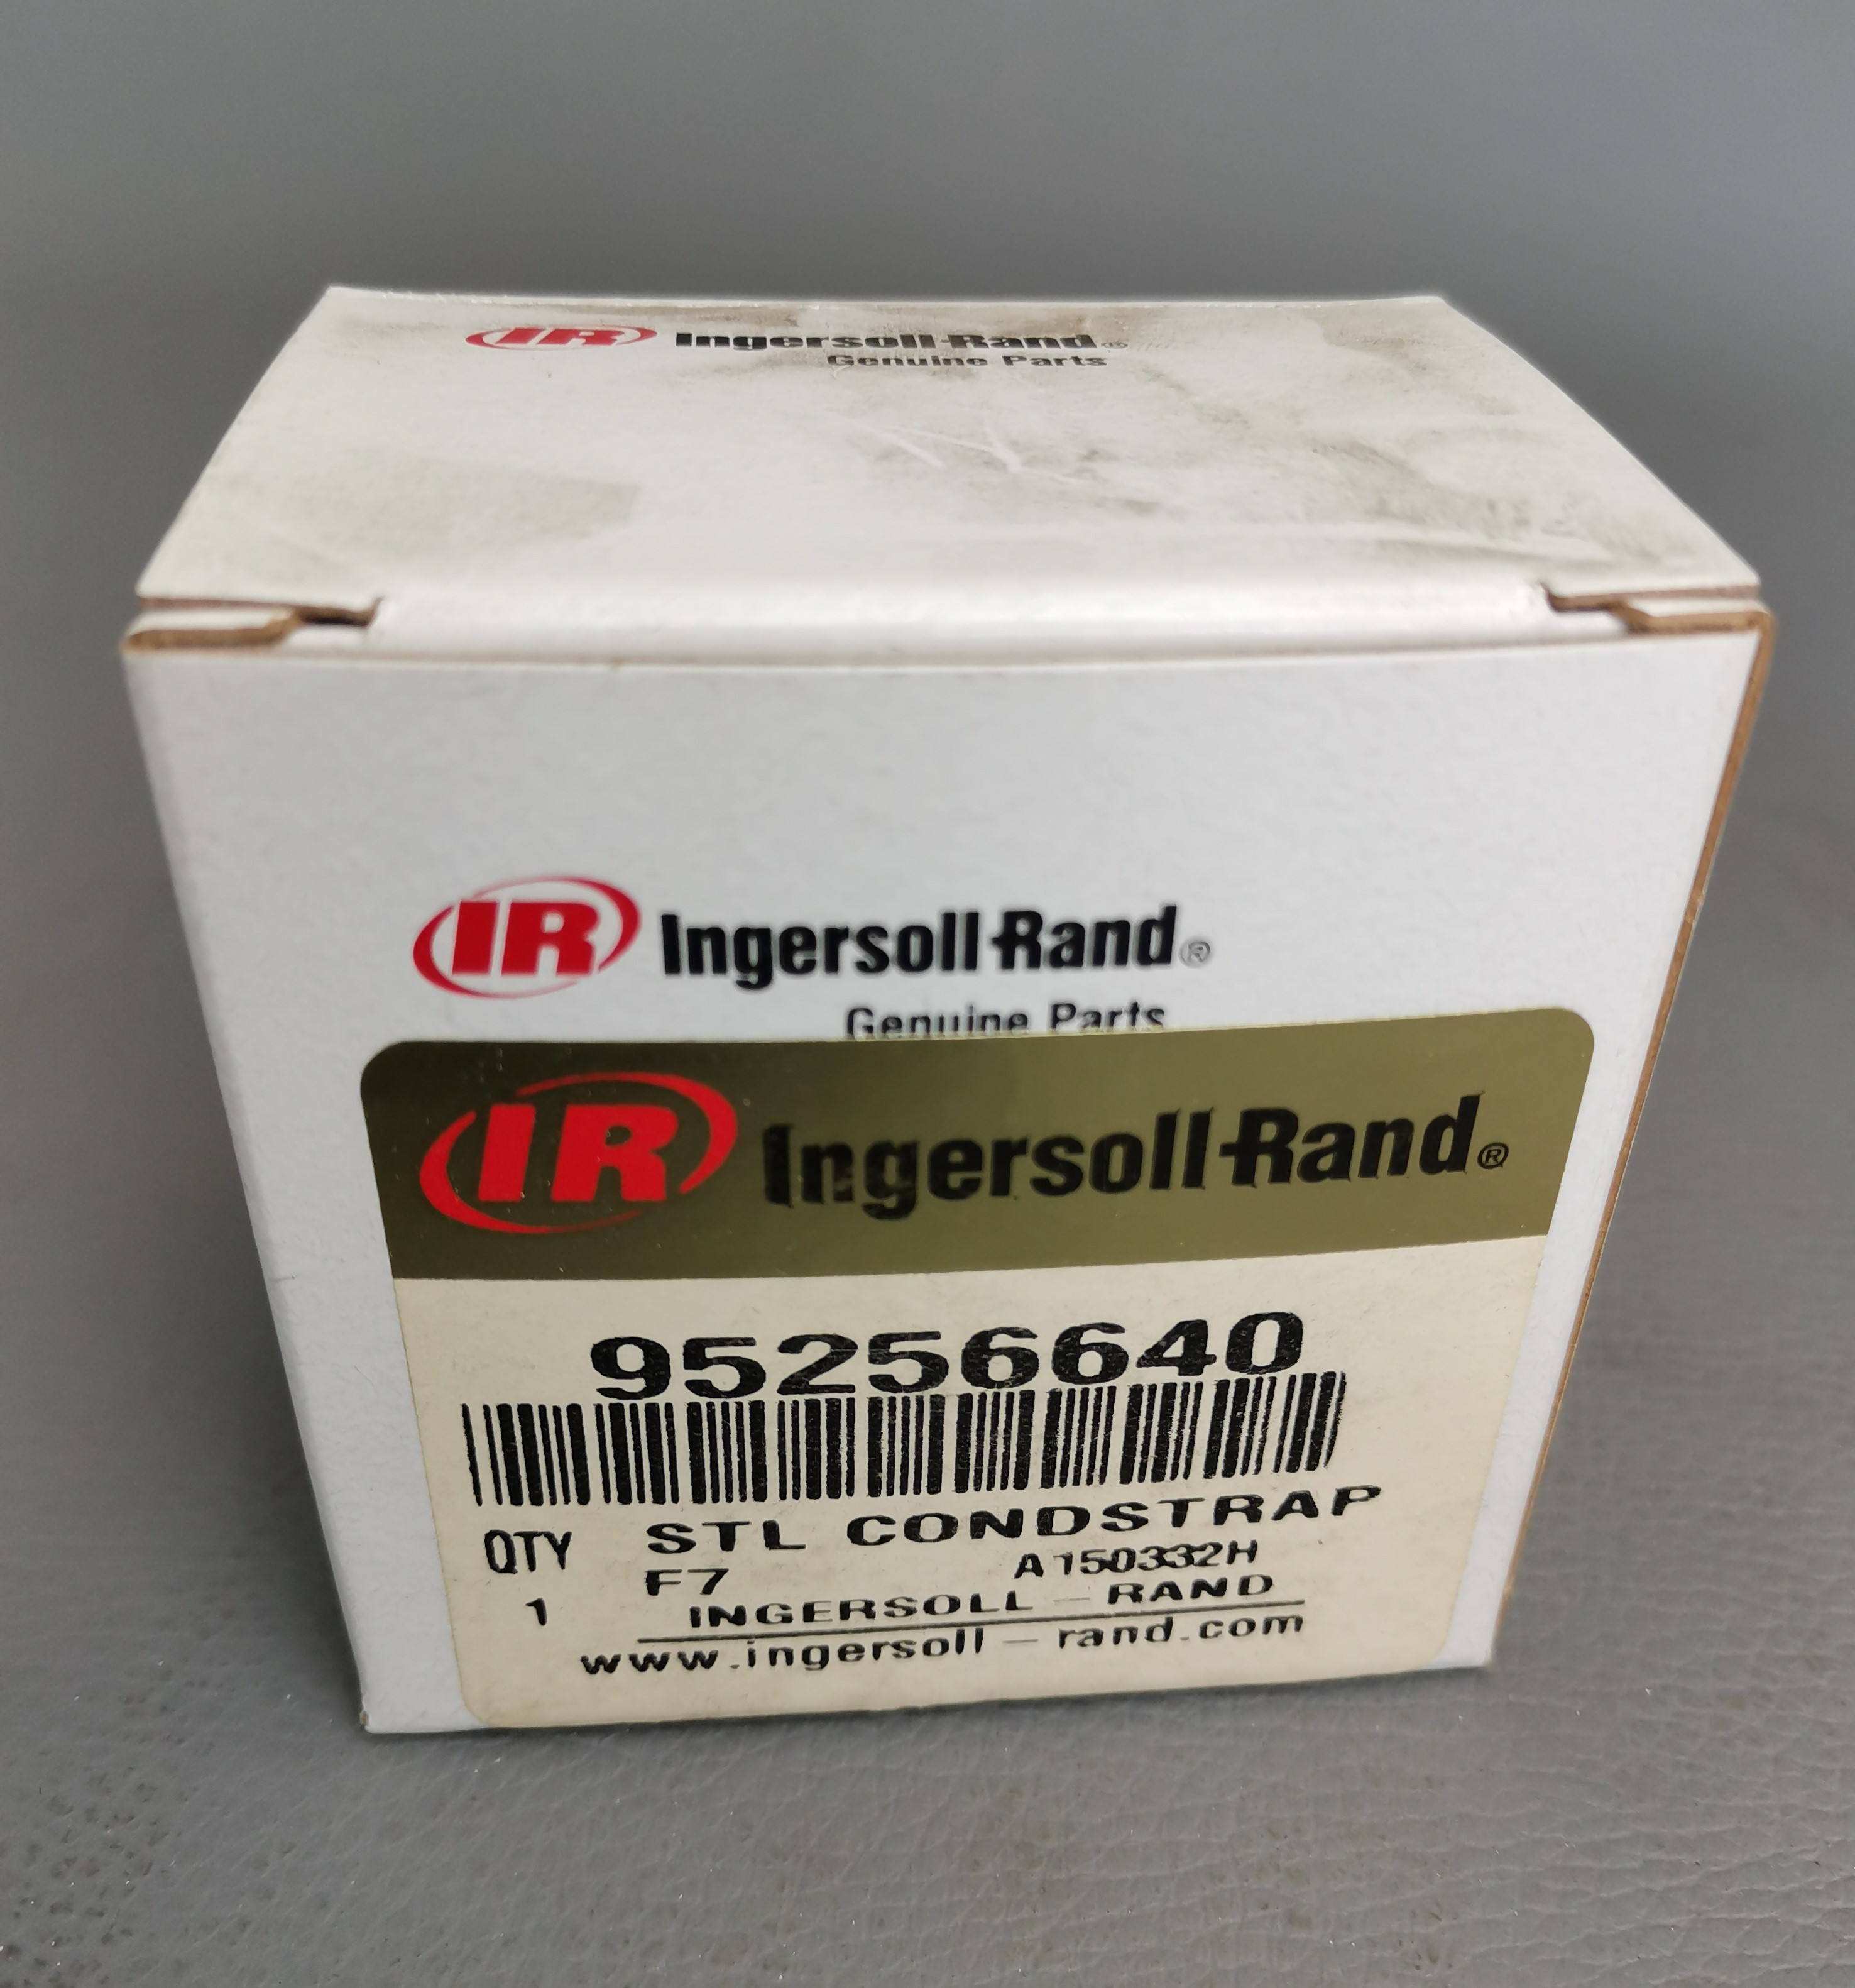 IR Ingersoll-Rand®
Genuine Parts
IR Ingersoll-Rand®
Genuine Parts
IR Ingersoll-Rand®
95256640
QTY STL CONDSTRAP
F7 A150332H
1 INGERSOLL - RAND
www.ingersoll - rand.com